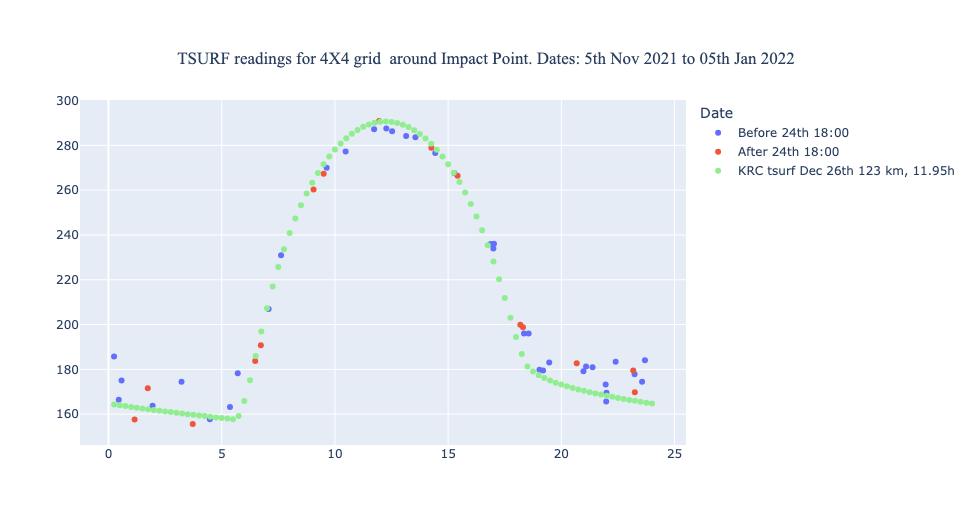 TSURF readings for 4X4 grid  around Impact Point. Dates: 5th Nov 2021 to 05th Jan 2022
Date
Before 24th 18:00
After 24th 18:00
KRC tsurf Dec 26th 123 km, 11.95h
300
280
260
240
220
200
180
160
0 5 10 15 20 25